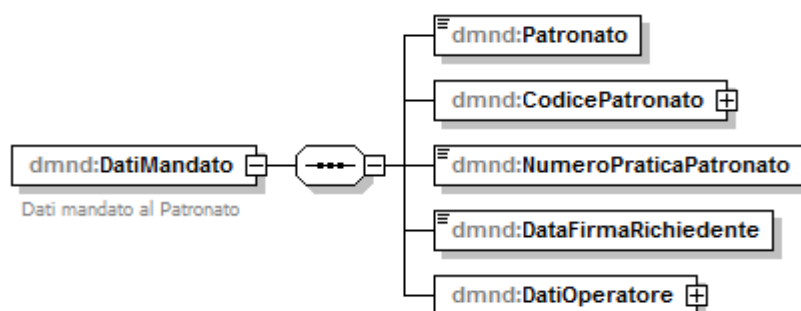 dmnd:Patronato
dmnd:CodicePatronato
dmnd:DatiMandato
Dati mandato al Patronato
dmnd:NumeroPraticaPatronato
dmnd:DataFirmaRichiedente
dmnd:DatiOperatore